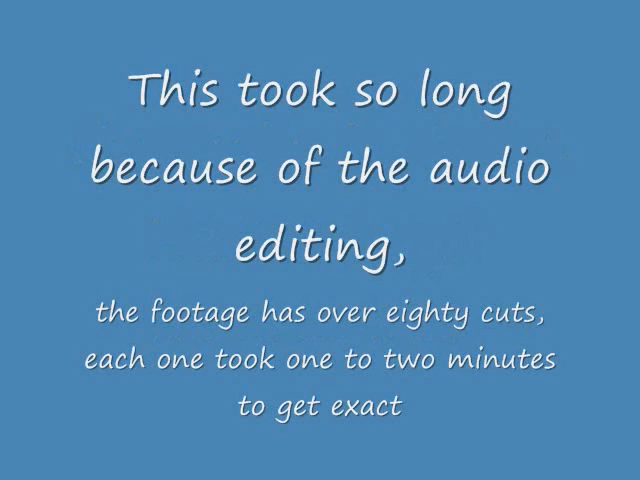 This took so long
because of the audio
editing,
the footage has over eighty cuts,
each one took one to two minutes
to get exact